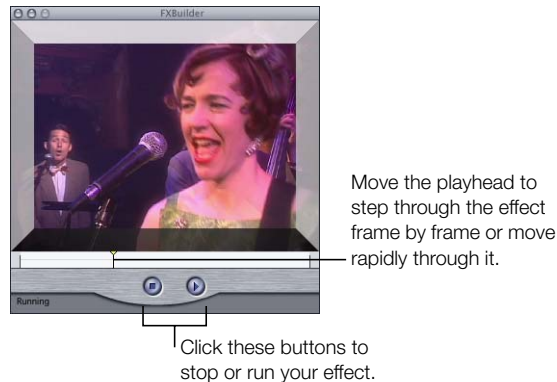 FXBuilder
Move the playhead to
step through the effect
frame by frame or move
rapidly through it.
Running
Click these buttons to
stop or run your effect.